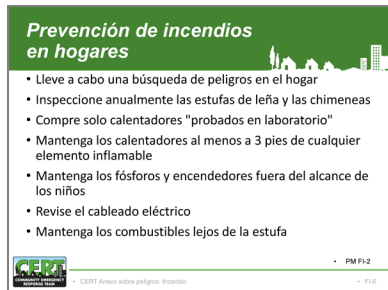 Prevención de incendios
en hogares
• Lleve a cabo una búsqueda de peligros en el hogar
• Inspeccione anualmente las estufas de leña y las chimeneas
• Compre solo calentadores "probados en laboratorio"
• Mantenga los calentadores al menos a 3 pies de cualquier
elemento inflamable
• Mantenga los fósforos y encendedores fuera del alcance de
los niños
• Revise el cableado eléctrico
• Mantenga los combustibles lejos de la estufa
• PM FI-2
CERT
COMMUNITY EMERGENCY
RESPONSE TEAM
• CERT Anexo sobre peligros: Incendio
• FI-6